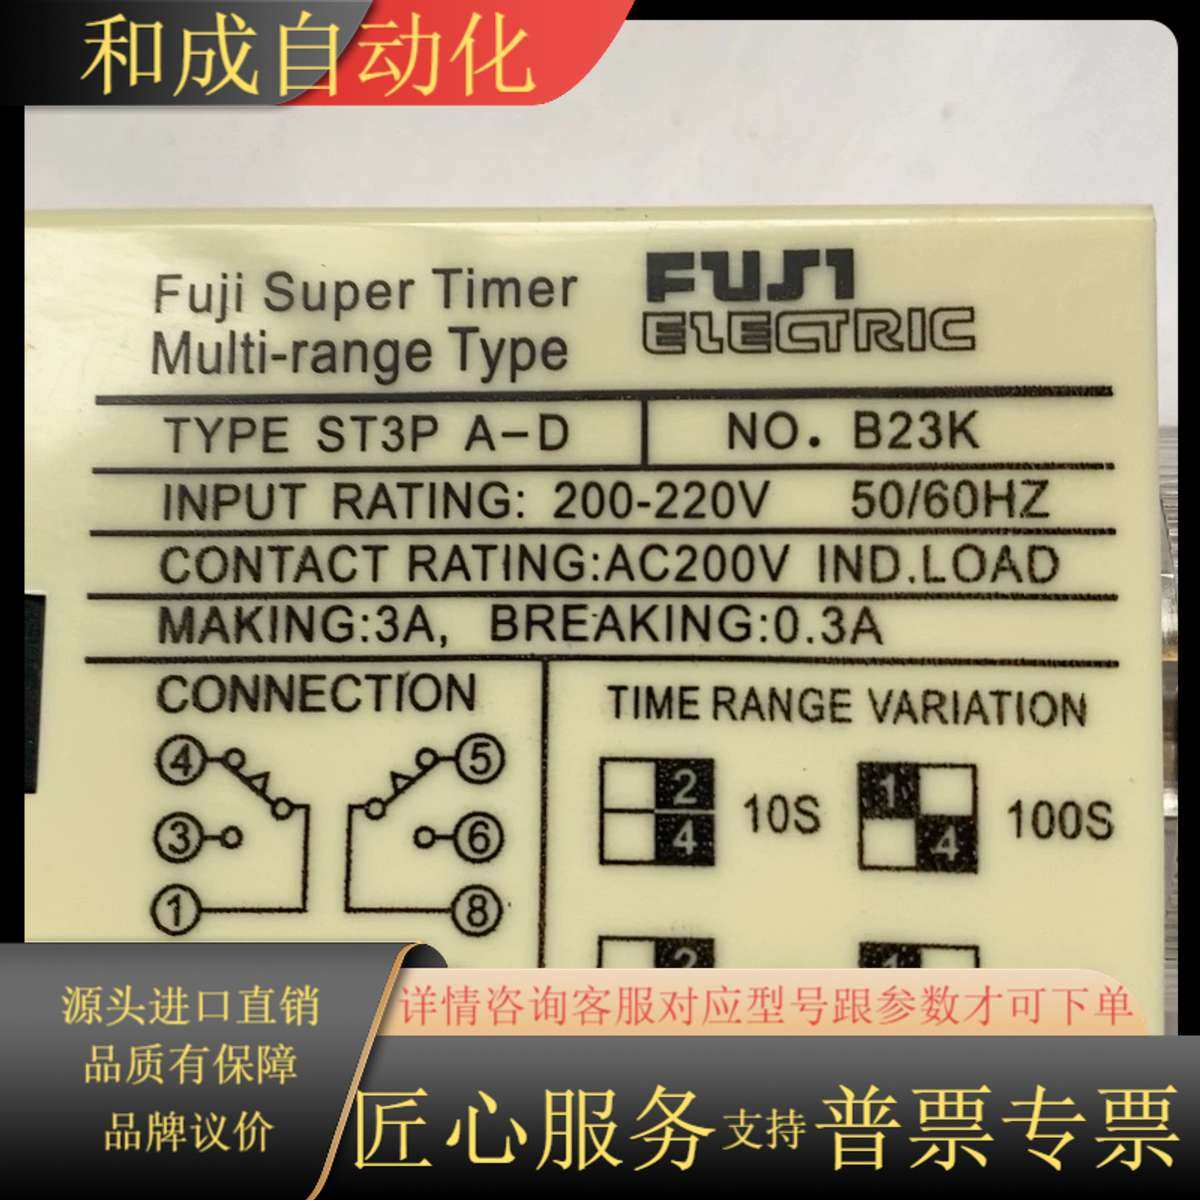 和成自动化
Fuji Super Timer
Multi-range Type
FUJI
ELECTRIC
TYPE ST3P A-D
NO. B23K
INPUT RATING: 200-220V 50/60HZ
CONTACT RATING:AC200V IND.LOAD
MAKING:3A, BREAKING:0.3A
CONNECTION
TIME RANGE VARIATION
4 5
3 6
1 8
2
4
10S
1
4
100S
2
1
源头进口直销
品质有保障
品牌议价
详情咨询客服对应型号跟参数才可下单
匠心服务支持普票专票